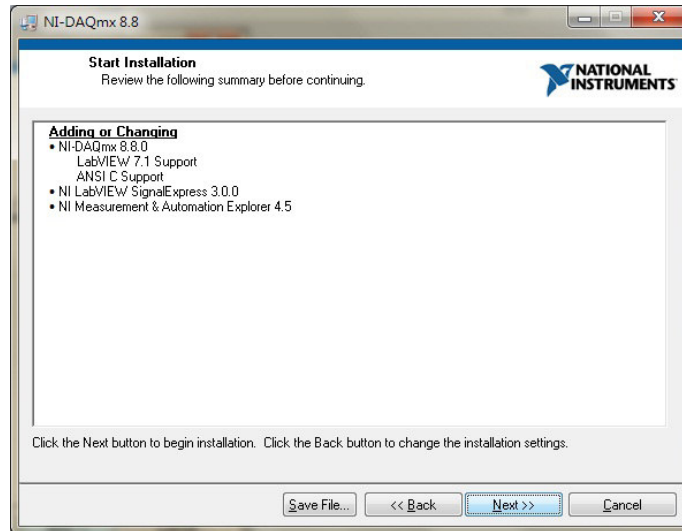 NI-DAQmx 8.8
Start Installation
Review the following summary before continuing.
NATIONAL
INSTRUMENTS
Adding or Changing
• NI-DAQmx 8.8.0
LabVIEW 7.1 Support
ANSI C Support
• NI LabVIEW SignalExpress 3.0.0
• NI Measurement & Automation Explorer 4.5
Click the Next button to begin installation. Click the Back button to change the installation settings.
Save File... << Back Next >> Cancel